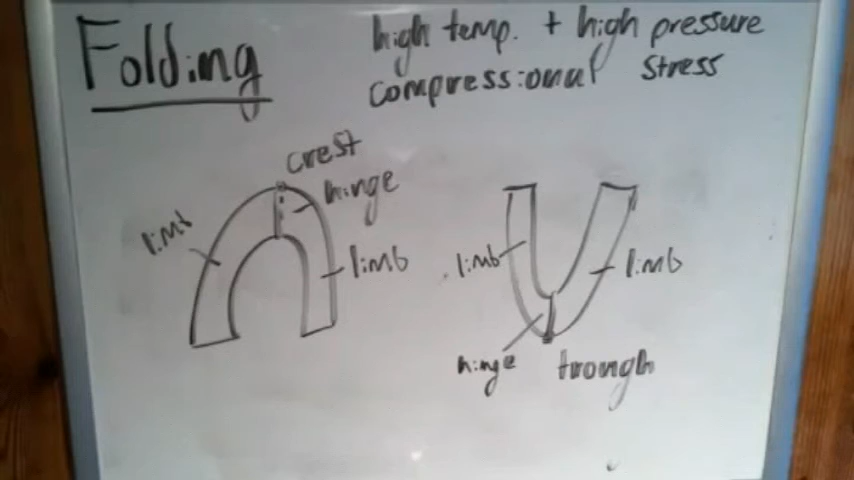 Folding
high temp. + high pressure
compressional stress
crest
hinge
limb
limb
limb
limb
hinge
trough